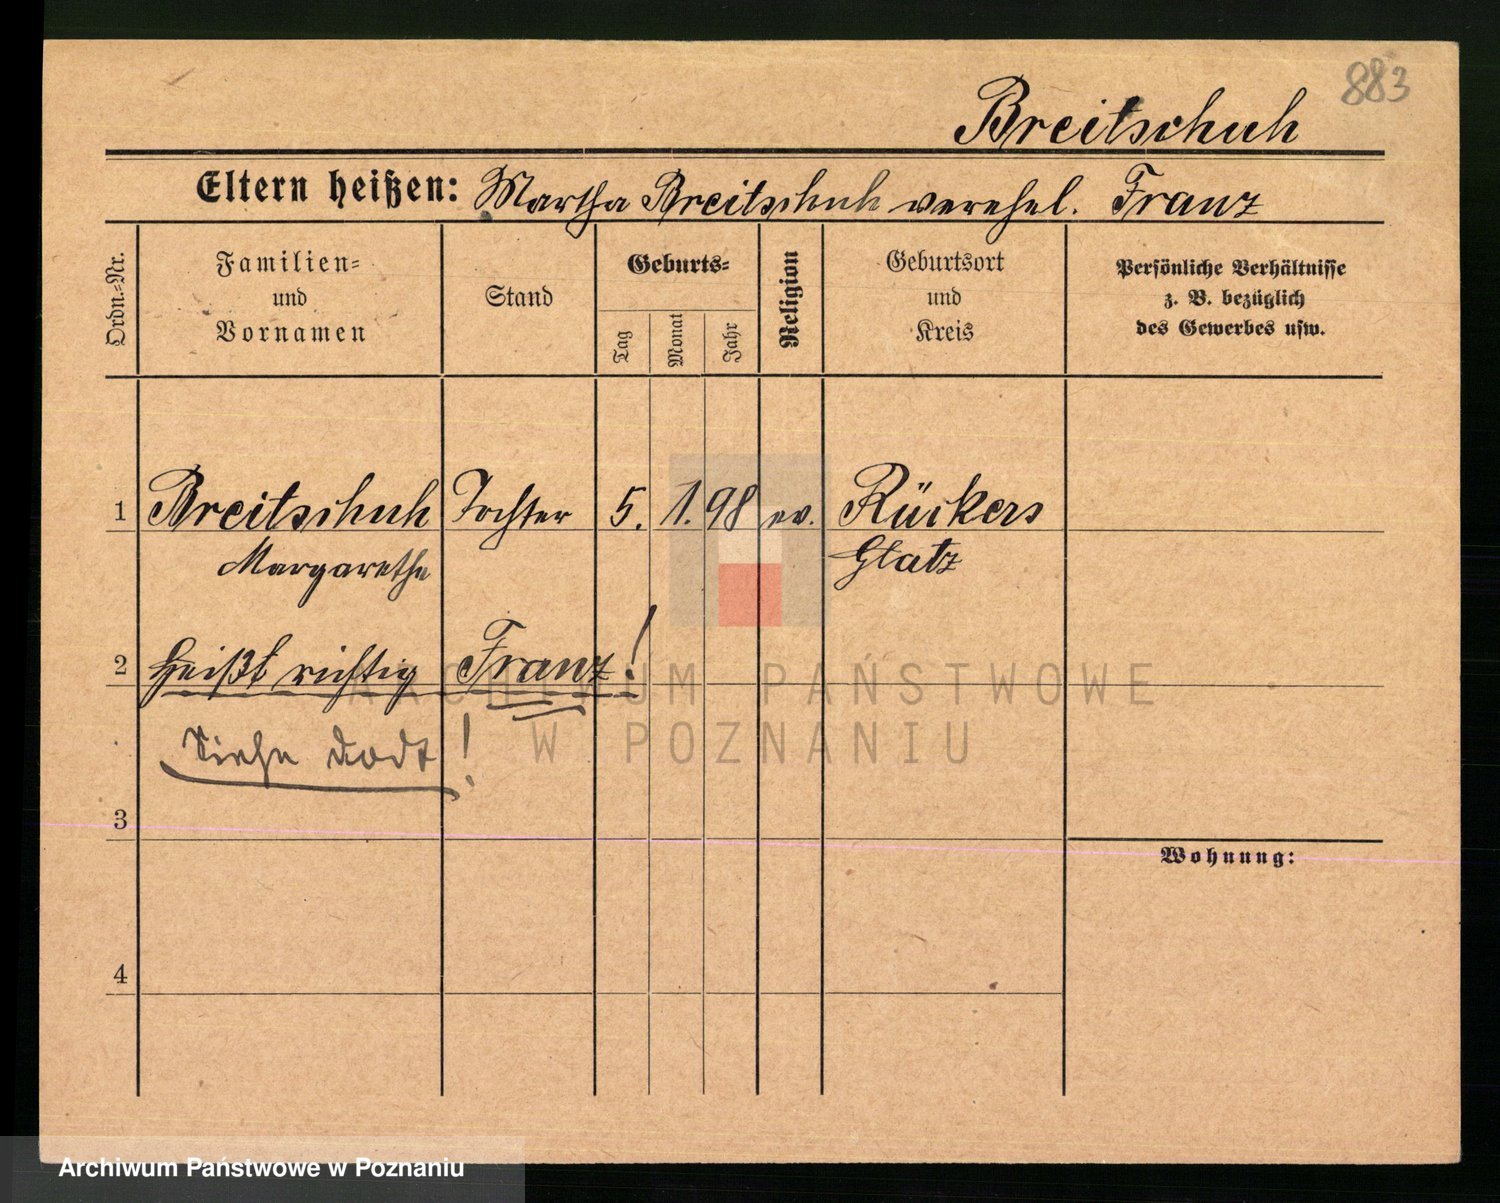 883
Breitschuh
Eltern heißen: Martha Breitschuh verehel. Franz
Ordn.-Nr.
Familien-
und
Vornamen
Stand
Geburts-
Tag
Monat
Jahr
Religion
Geburtsort
und
Kreis
Persönliche Verhältnisse
z. B. bezüglich
des Gewerbes usw.
1 Breitschuh Tochter 5. 1. 98 ev. Rückers
Margarethe Glatz
2 heißt richtig Franz!
ARCHIWUM PAŃSTWOWE
W POZNANIU
Siehe dort!
3
Wohnung:
4
Archiwum Państwowe w Poznaniu